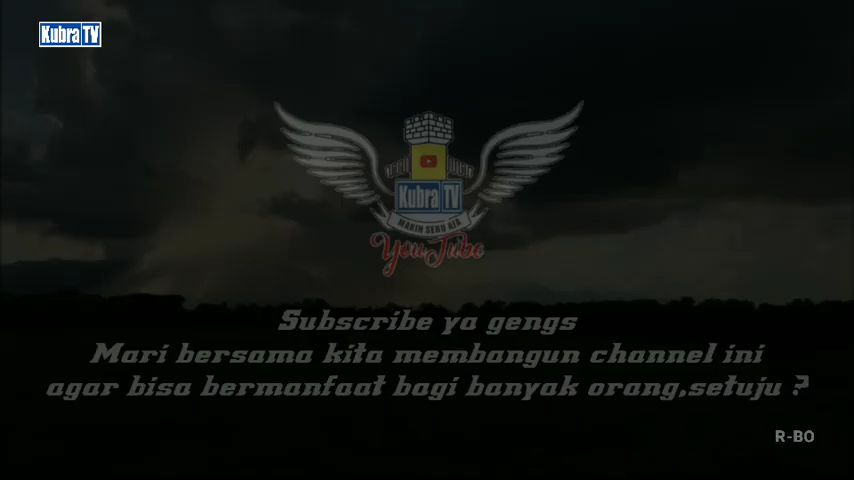 Kubra TV
Kubra TV
MAKIN SERU AJA
YouTube
Subscribe ya gengs
Mari bersama kita membangun channel ini
agar bisa bermanfaat bagi banyak orang,setuju ?
R-BO